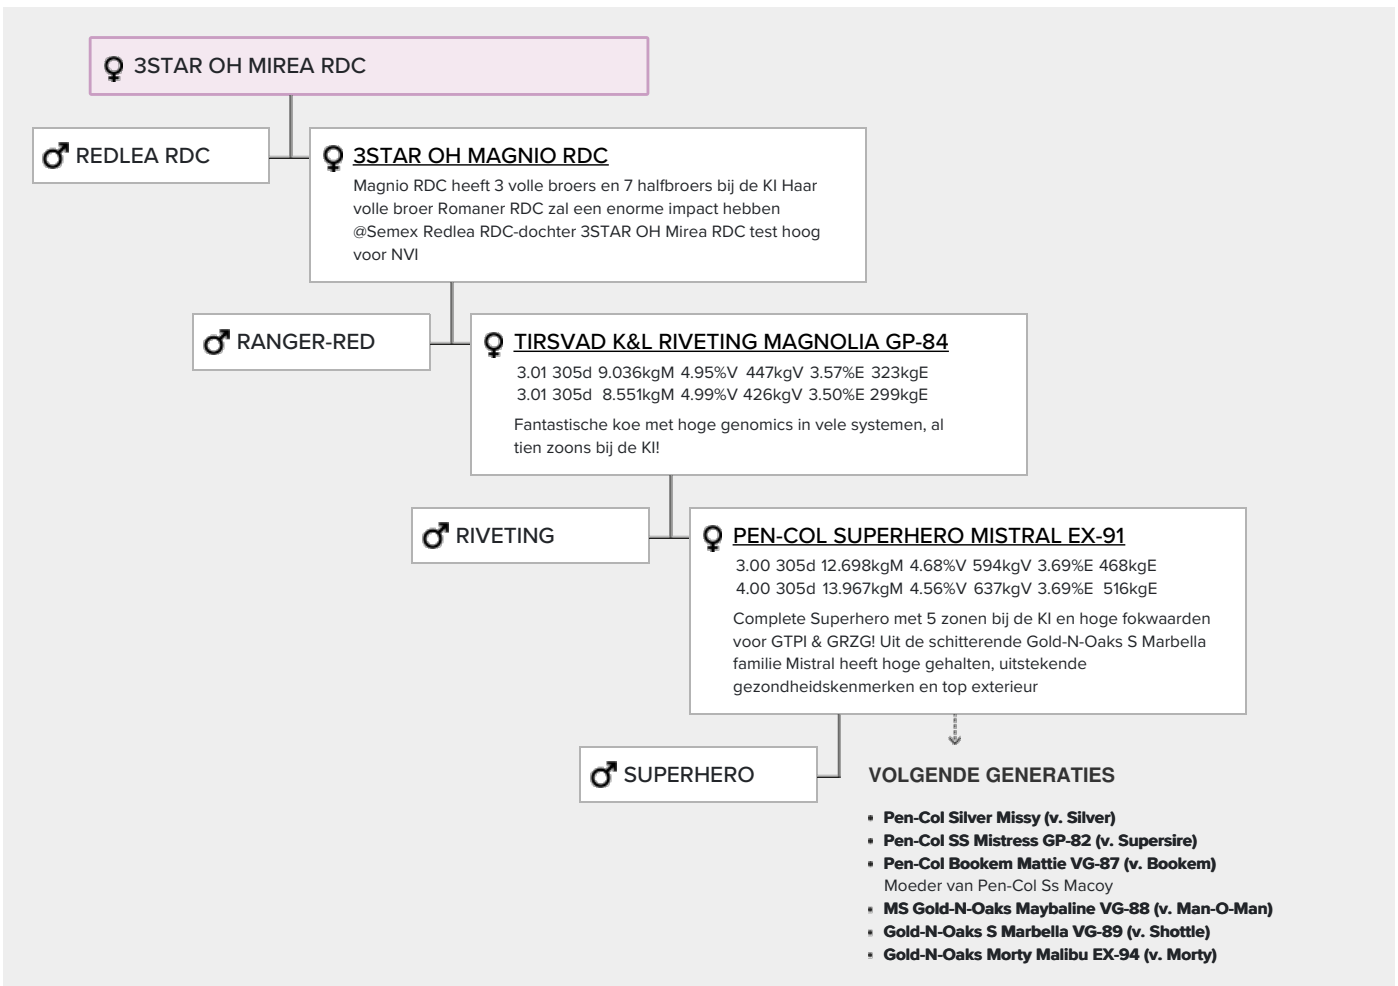 3STAR OH MIREA RDC
REDLEA RDC
3STAR OH MAGNIO RDC
Magnio RDC heeft 3 volle broers en 7 halfbroers bij de KI Haar
volle broer Romaner RDC zal een enorme impact hebben
@Semex Redlea RDC-dochter 3STAR OH Mirea RDC test hoog
voor NVI
RANGER-RED
TIRSVAD K&L RIVETING MAGNOLIA GP-84
3.01 305d 9.036kgM 4.95%V 447kgV 3.57%E 323kgE
3.01 305d 8.551kgM 4.99%V 426kgV 3.50%E 299kgE
Fantastische koe met hoge genomics in vele systemen, al
tien zoons bij de KI!
RIVETING
PEN-COL SUPERHERO MISTRAL EX-91
3.00 305d 12.698kgM 4.68%V 594kgV 3.69%E 468kgE
4.00 305d 13.967kgM 4.56%V 637kgV 3.69%E 516kgE
Complete Superhero met 5 zonen bij de KI en hoge fokwaarden
voor GTPI & GRZG! Uit de schitterende Gold-N-Oaks S Marbella
familie Mistral heeft hoge gehalten, uitstekende
gezondheidskenmerken en top exterieur
SUPERHERO
VOLGENDE GENERATIES
Pen-Col Silver Missy (v. Silver)
Pen-Col SS Mistress GP-82 (v. Supersire)
Pen-Col Bookem Mattie VG-87 (v. Bookem)
Moeder van Pen-Col Ss Macoy
MS Gold-N-Oaks Maybaline VG-88 (v. Man-O-Man)
Gold-N-Oaks S Marbella VG-89 (v. Shottle)
Gold-N-Oaks Morty Malibu EX-94 (v. Morty)